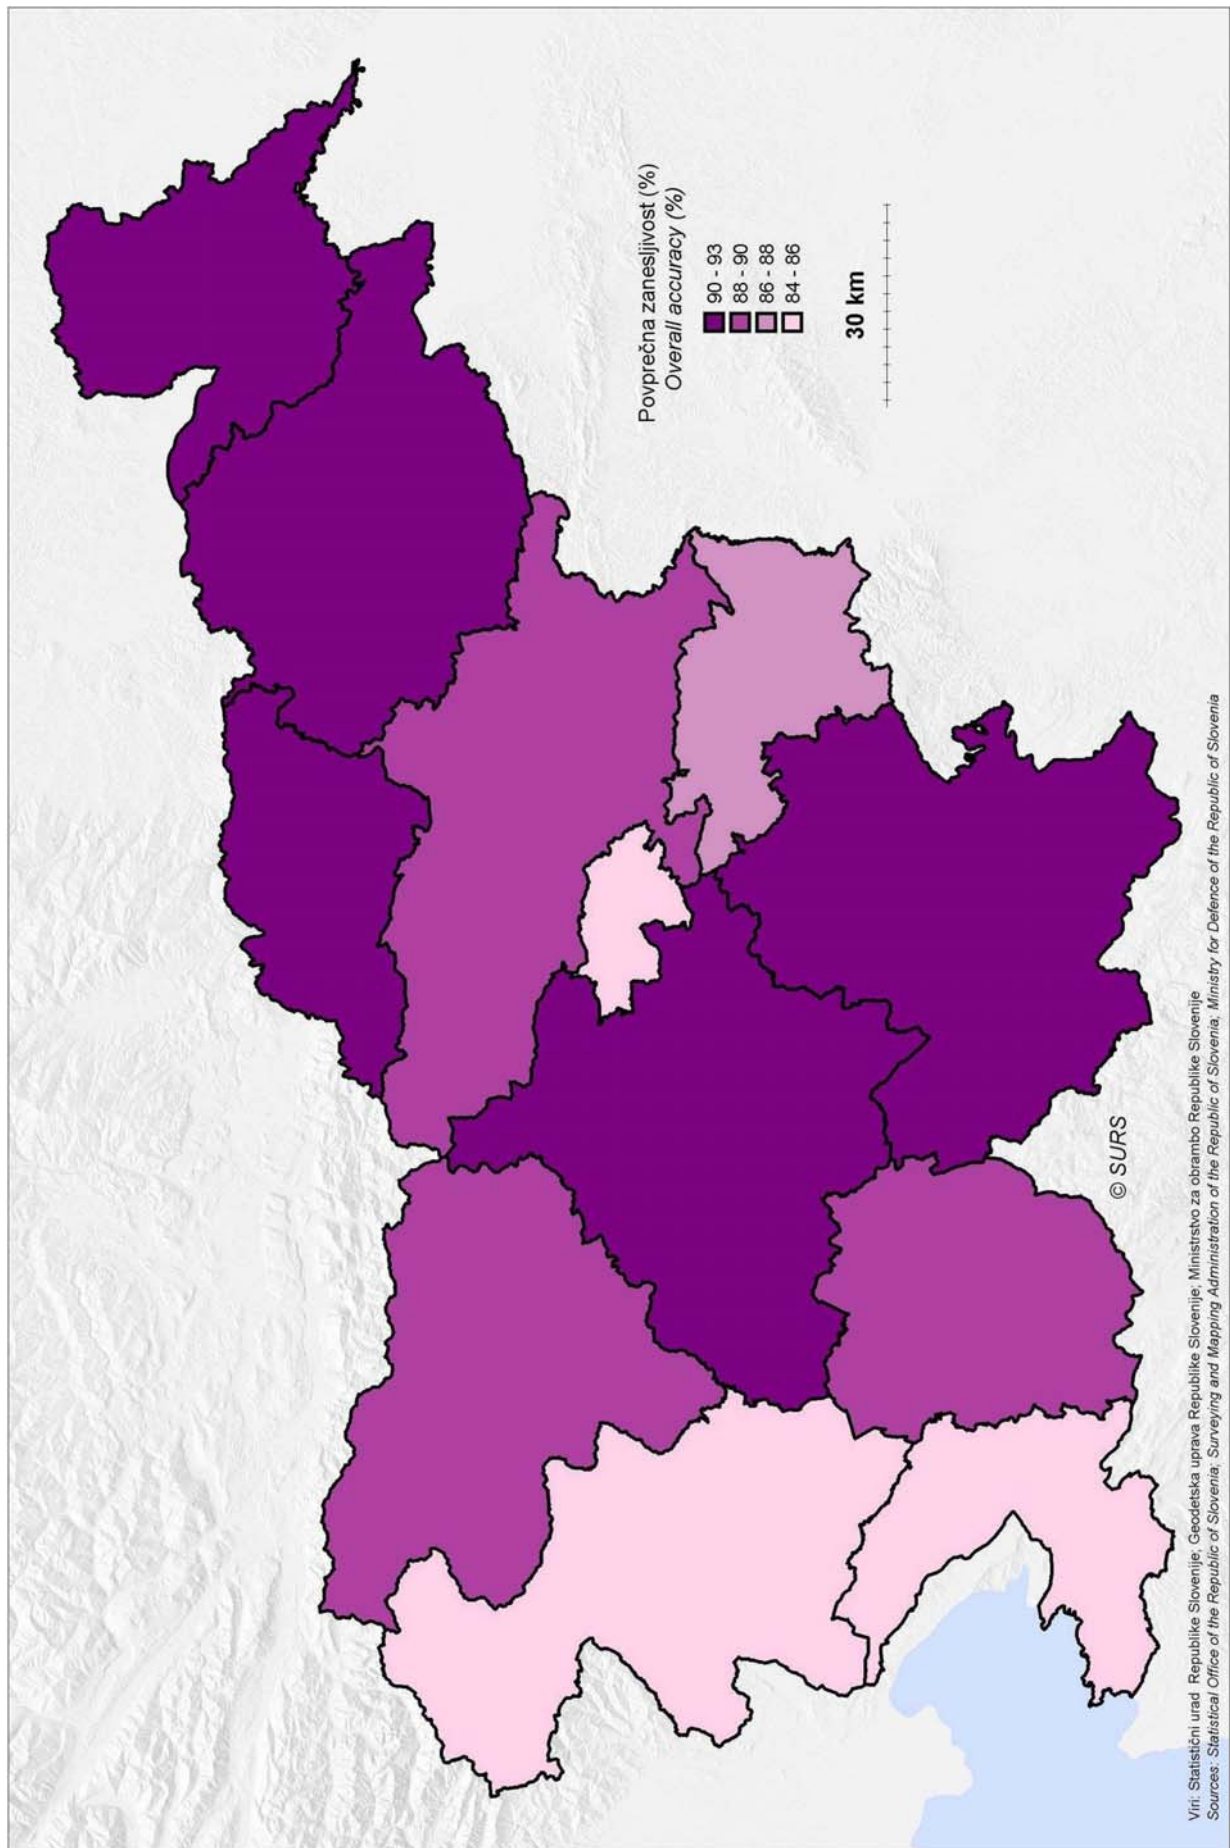 Povprečna zanesljivost (%)
Overall accuracy (%)
90 - 93
88 - 90
86 - 88
84 - 86
30 km
© SURS
Viri: Statistični urad Republike Slovenije; Geodetska uprava Republike Slovenije; Ministrstvo za obrambo Republike Slovenije
Sources: Statistical Office of the Republic of Slovenia; Surveying and Mapping Administration of the Republic of Slovenia; Ministry for Defence of the Republic of Slovenia